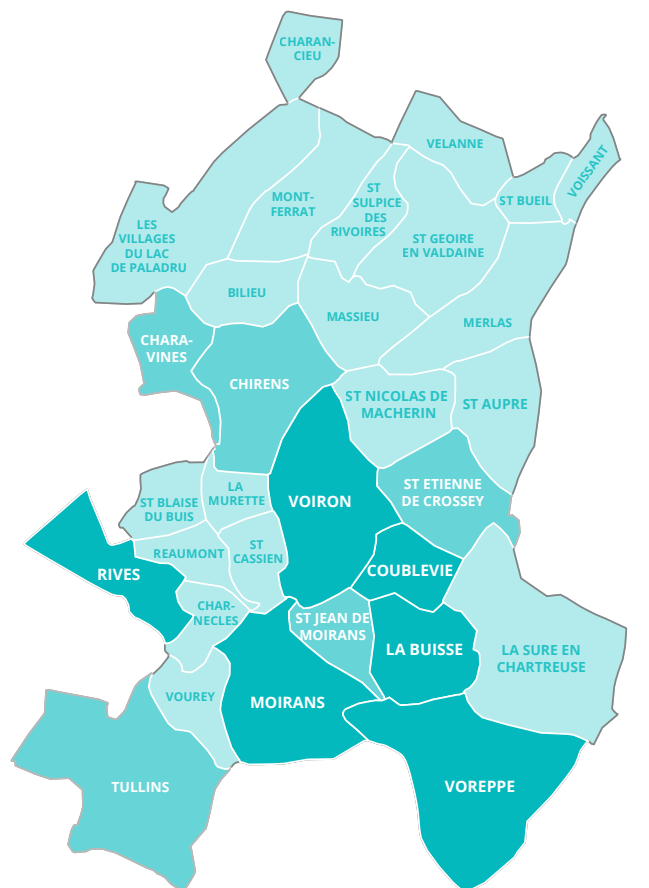 CHARAN-
CIEU
VELANNE
VOISSANT
ST BUEIL
MONT-
FERRAT
ST
SULPICE
DES
RIVOIRES
ST GEOIRE
EN VALDAINE
LES
VILLAGES
DU LAC
DE PALADRU
BILIEU
MASSIEU
MERLAS
CHARA-
VINES
CHIRENS
ST NICOLAS DE
MACHERIN
ST AUPRE
LA
MURETTE
VOIRON
ST ETIENNE
DE CROSSEY
ST BLAISE
DU BUIS
REAUMONT
ST
CASSIEN
RIVES
COUBLEVIE
CHAR-
NECLES
ST JEAN DE
MOIRANS
LA BUISSE
LA SURE EN
CHARTREUSE
VOUREY
MOIRANS
TULLINS
VOREPPE